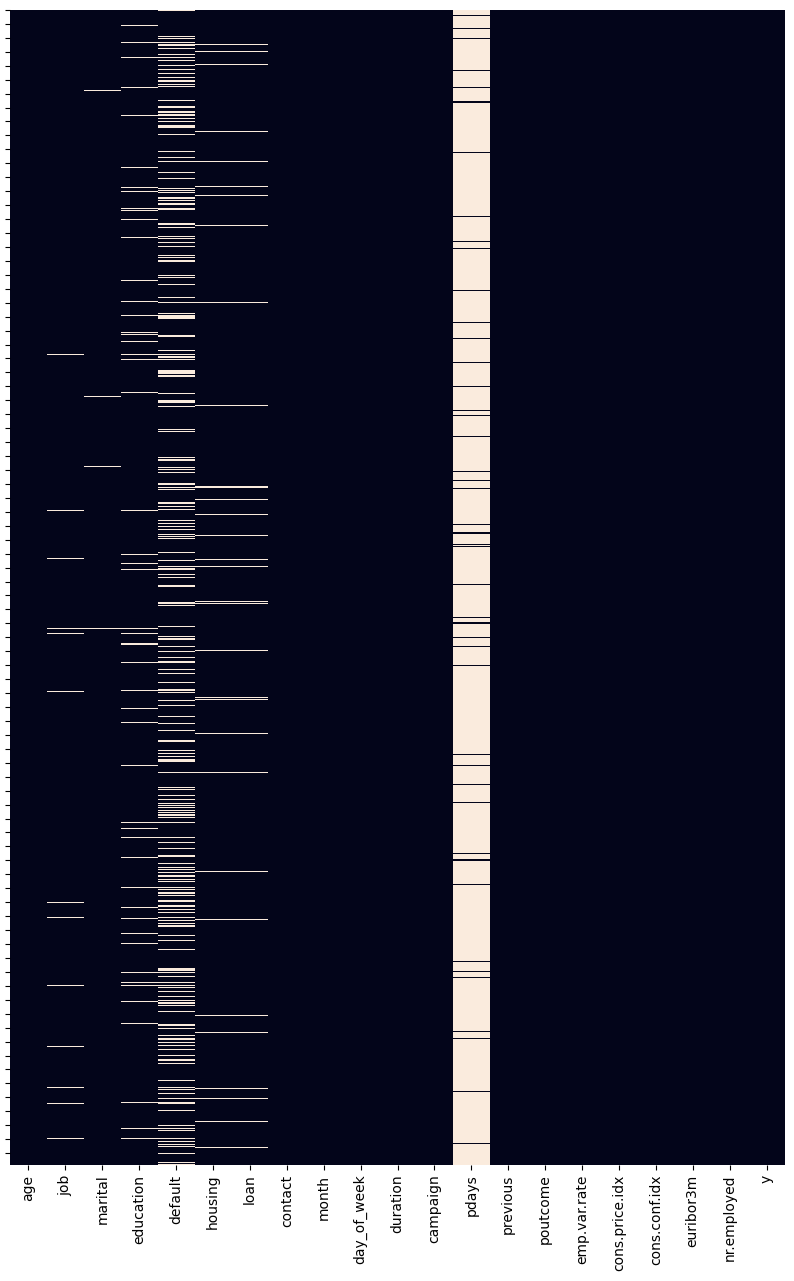 age
job
marital
education
default
housing
loan
contact
month
day_of_week
duration
campaign
pdays
previous
poutcome
emp.var.rate
cons.price.idx
cons.conf.idx
euribor3m
nr.employed
y